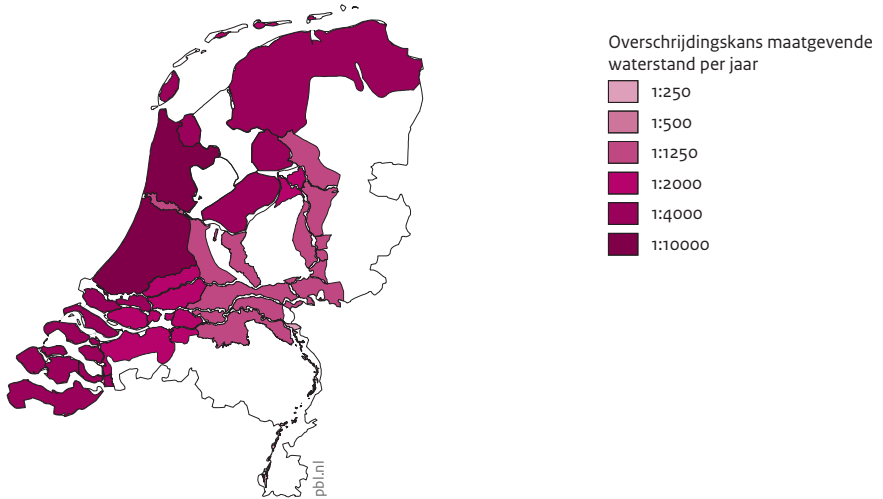 Overschrijdingskans maatgevende
waterstand per jaar
1:250
1:500
1:1250
1:2000
1:4000
1:10000
pbl.nl